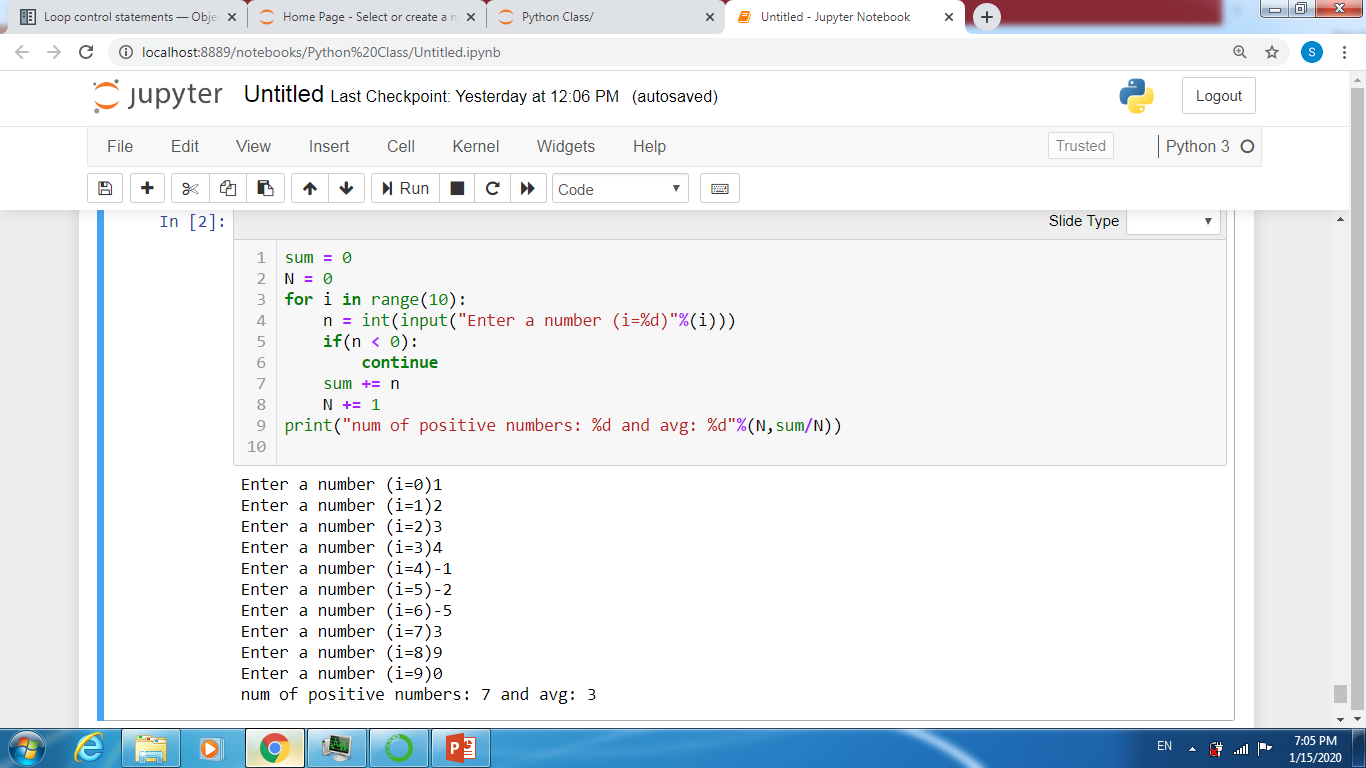 Loop control statements — Obje
Home Page - Select or create a n
Python Class/
Untitled - Jupyter Notebook
localhost:8889/notebooks/Python%20Class/Untitled.ipynb
S
jupyter Untitled Last Checkpoint: Yesterday at 12:06 PM (autosaved)
Logout
File Edit View Insert Cell Kernel Widgets Help
Trusted
Python 3
Run
Code
In [2]:
Slide Type
1 sum = 0
2 N = 0
3 for i in range(10):
4     n = int(input("Enter a number (i=%d)"%(i)))
5     if(n < 0):
6         continue
7     sum += n
8     N += 1
9 print("num of positive numbers: %d and avg: %d"%(N,sum/N))
10
Enter a number (i=0)1
Enter a number (i=1)2
Enter a number (i=2)3
Enter a number (i=3)4
Enter a number (i=4)-1
Enter a number (i=5)-2
Enter a number (i=6)-5
Enter a number (i=7)3
Enter a number (i=8)9
Enter a number (i=9)0
num of positive numbers: 7 and avg: 3
EN
7:05 PM
1/15/2020